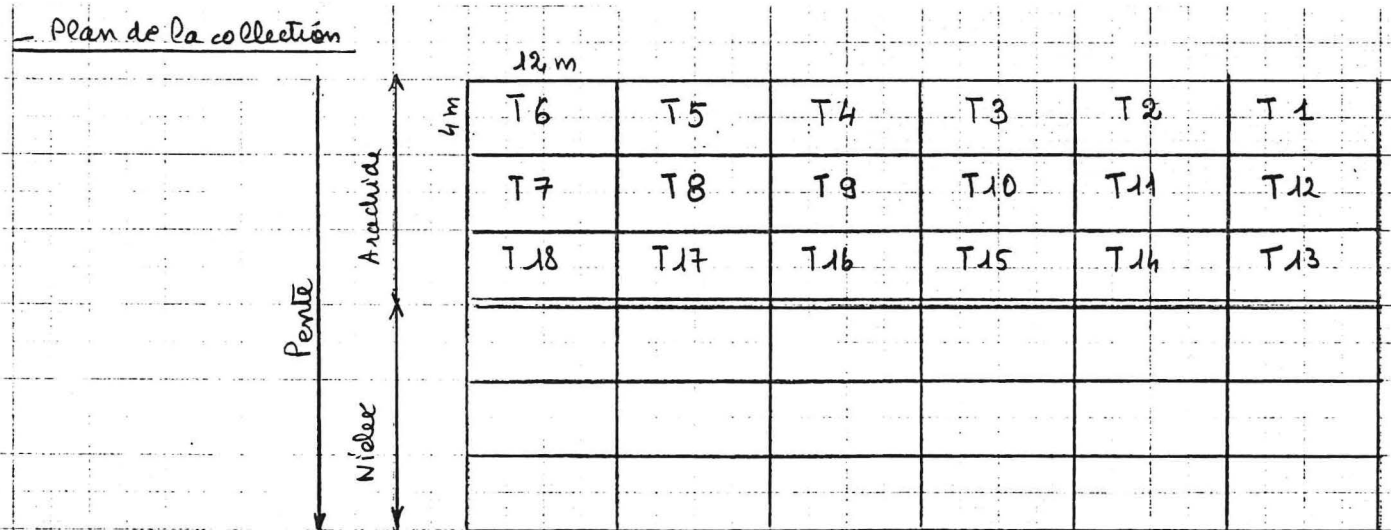 – Plan de la collection
12 m
4 m
T6 T5 T4 T3 T2 T1
T7 T8 T9 T10 T11 T12
T18 T17 T16 T15 T14 T13
Arachide
Pente
Niébé